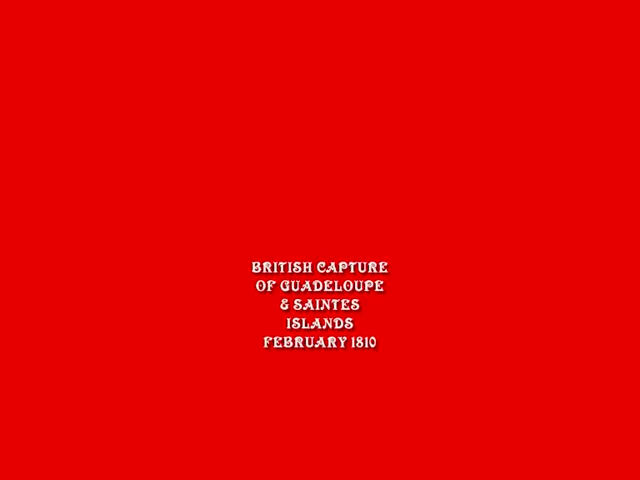 BRITISH CAPTURE
OF GUADELOUPE
& SAINTES
ISLANDS
FEBRUARY 1810